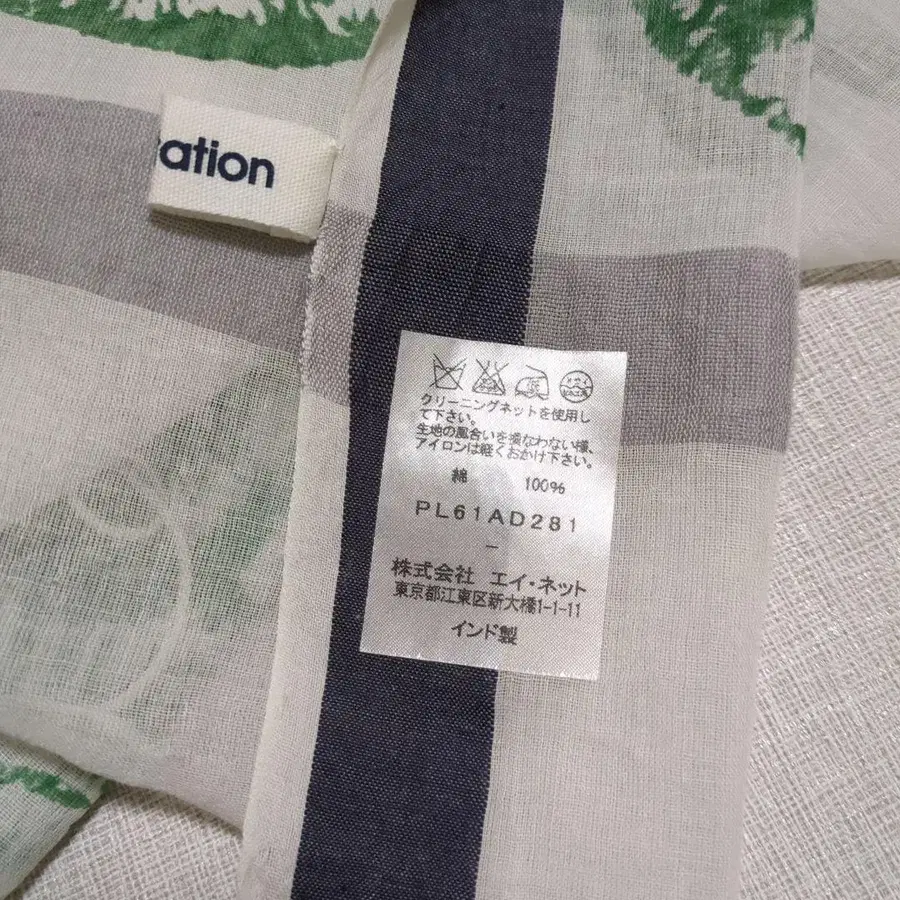 ation
クリーニングネットを使用し
て下さい。
生地の風合いを損なわない様、
アイロンは軽くおかけ下さい。
綿 100%
PL61AD281
–
株式会社 エイ・ネット
東京都江東区新大橋1-1-11
インド製